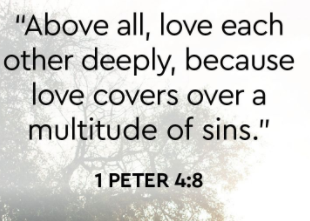 "Above all, love each
other deeply, because
love covers over a
multitude of sins."
1 PETER 4:8